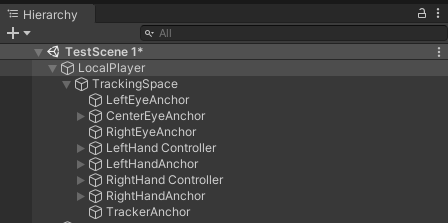 Hierarchy
All
TestScene 1*
LocalPlayer
TrackingSpace
LeftEyeAnchor
CenterEyeAnchor
RightEyeAnchor
LeftHand Controller
LeftHandAnchor
RightHand Controller
RightHandAnchor
TrackerAnchor